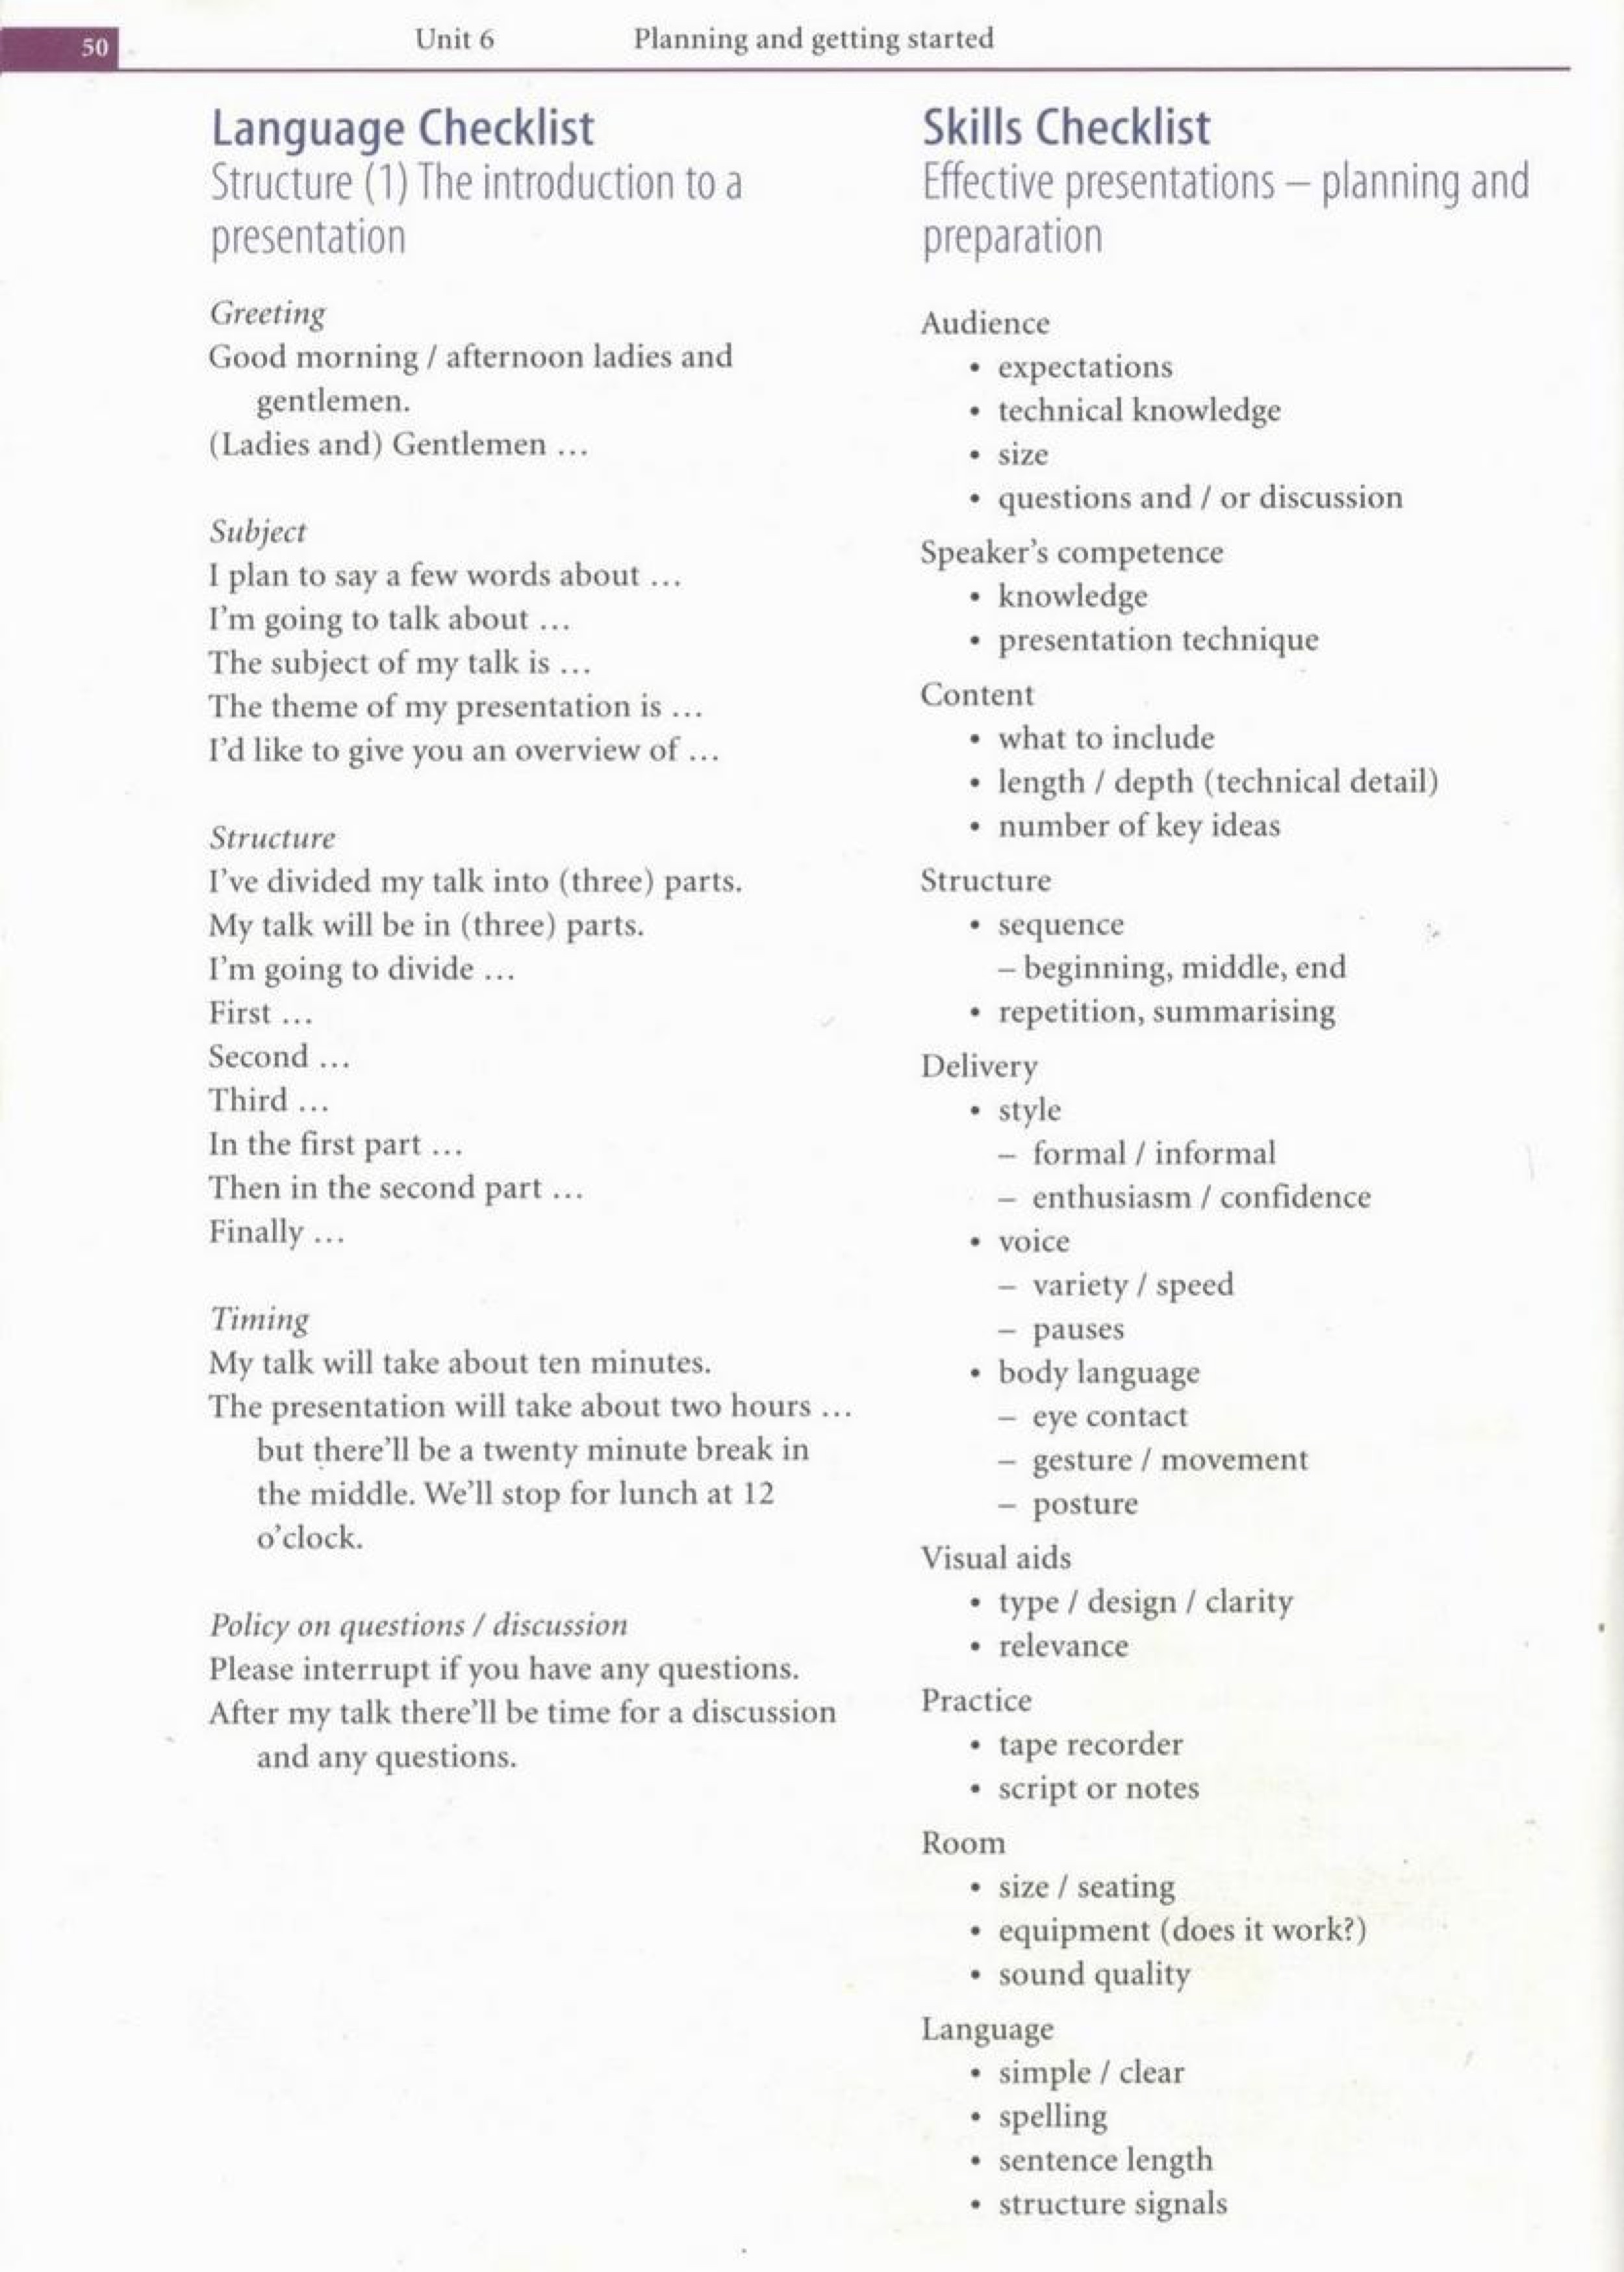 50
Unit 6
Planning and getting started
Language Checklist
Structure (1) The introduction to a
presentation
Greeting
Good morning / afternoon ladies and
gentlemen.
(Ladies and) Gentlemen ...
Subject
I plan to say a few words about ...
I'm going to talk about ...
The subject of my talk is ...
The theme of my presentation is ...
I'd like to give you an overview of ...
Structure
I've divided my talk into (three) parts.
My talk will be in (three) parts.
I'm going to divide ...
First ...
Second ...
Third ...
In the first part ...
Then in the second part ...
Finally ...
Timing
My talk will take about ten minutes.
The presentation will take about two hours ...
but there'll be a twenty minute break in
the middle. We'll stop for lunch at 12
o'clock.
Policy on questions / discussion
Please interrupt if you have any questions.
After my talk there'll be time for a discussion
and any questions.
Skills Checklist
Effective presentations – planning and
preparation
Audience
• expectations
• technical knowledge
• size
• questions and / or discussion
Speaker's competence
• knowledge
• presentation technique
Content
• what to include
• length / depth (technical detail)
• number of key ideas
Structure
• sequence
– beginning, middle, end
• repetition, summarising
Delivery
• style
– formal / informal
– enthusiasm / confidence
• voice
– variety / speed
– pauses
• body language
– eye contact
– gesture / movement
– posture
Visual aids
• type / design / clarity
• relevance
Practice
• tape recorder
• script or notes
Room
• size / seating
• equipment (does it work?)
• sound quality
Language
• simple / clear
• spelling
• sentence length
• structure signals